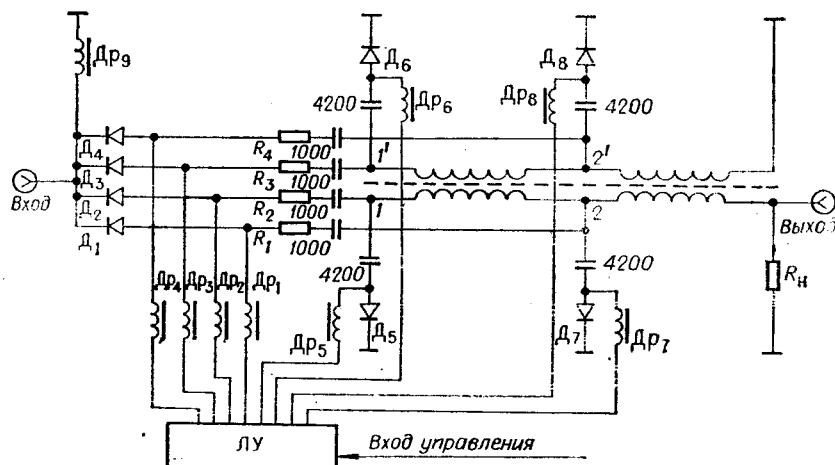 Др₉
Д₆
Д₈
4200
Др₆
Др₈
4200
Д₄
R₄
1000
1'
2'
Д₃
R₃
1000
Вход
Д₂
R₂
1000
1
2
Выход
Д₁
R₁
1000
4200
4200
Rн
Др₄
Др₃
Др₂
Др₁
Др₅
Д₅
Д₇
Др₇
ЛУ
Вход управления